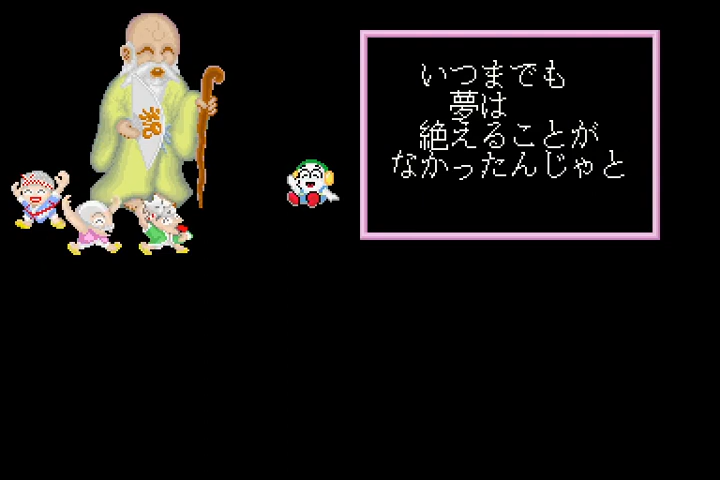 いつまでも
夢は
絶えることが
なかったんじゃと